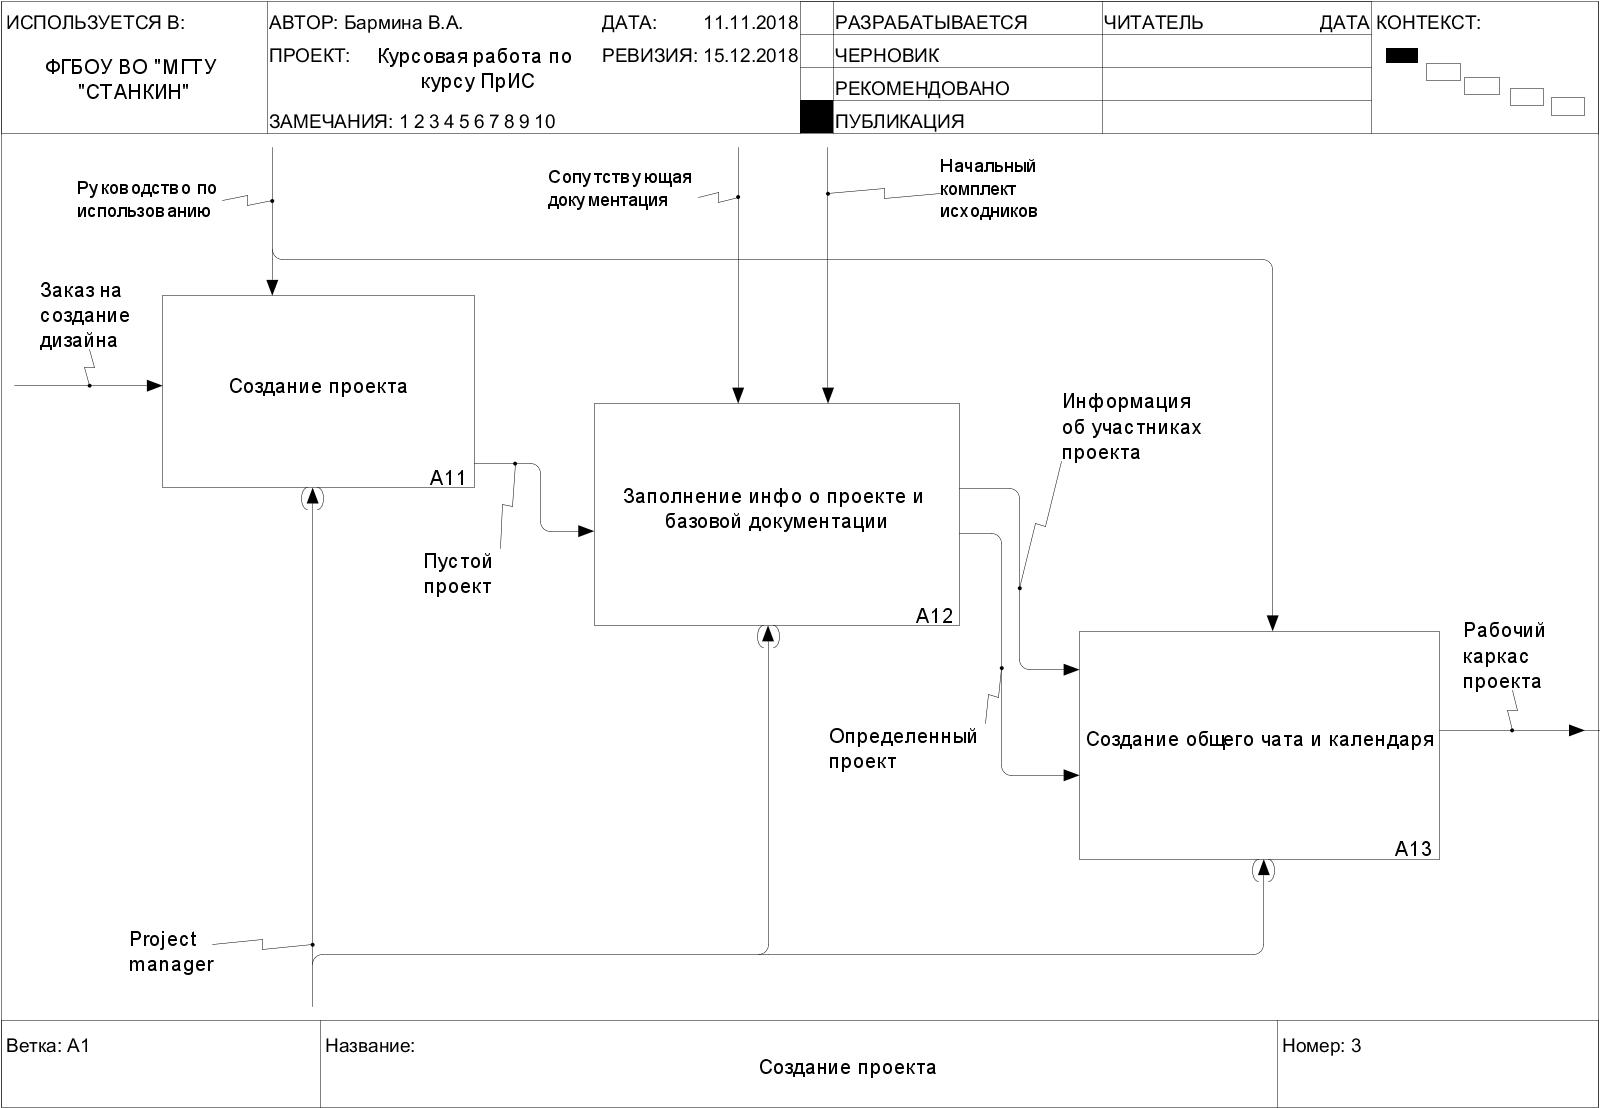 ИСПОЛЬЗУЕТСЯ В:
ФГБОУ ВО "МГТУ
"СТАНКИН"
АВТОР: Бармина В.А.
ДАТА: 11.11.2018
ПРОЕКТ: Курсовая работа по
курсу ПрИС
РЕВИЗИЯ: 15.12.2018
ЗАМЕЧАНИЯ: 1 2 3 4 5 6 7 8 9 10
РАЗРАБАТЫВАЕТСЯ
ЧЕРНОВИК
РЕКОМЕНДОВАНО
ПУБЛИКАЦИЯ
ЧИТАТЕЛЬ
ДАТА
КОНТЕКСТ:
Руководство по
использованию
Сопутствующая
документация
Начальный
комплект
исходников
Заказ на
создание
дизайна
Создание проекта
A11
Пустой
проект
Заполнение инфо о проекте и
базовой документации
A12
Информация
об участниках
проекта
Определенный
проект
Создание общего чата и календаря
A13
Рабочий
каркас
проекта
Project
manager
Ветка: A1
Название:
Создание проекта
Номер: 3